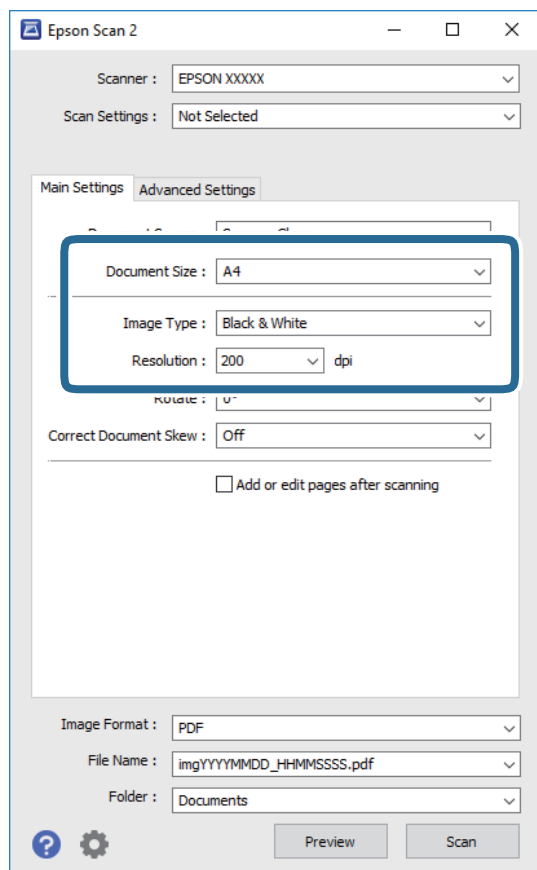 Epson Scan 2
Scanner : EPSON XXXXX
Scan Settings : Not Selected
Main Settings Advanced Settings
Document Size : A4
Image Type : Black & White
Resolution : 200 dpi
Rotate : 0°
Correct Document Skew : Off
Add or edit pages after scanning
Image Format : PDF
File Name : imgYYYYMMDD_HHMMSSSS.pdf
Folder : Documents
? Preview Scan